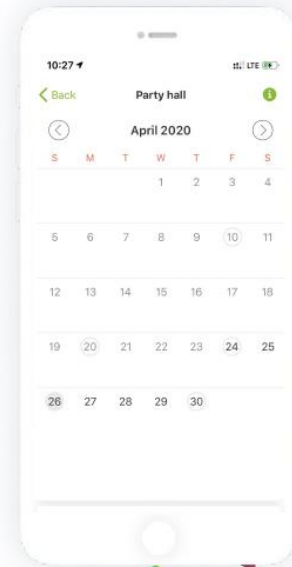 10:27 LTE
Back Party hall i
April 2020
S M T W T F S
1 2 3 4
5 6 7 8 9 10 11
12 13 14 15 16 17 18
19 20 21 22 23 24 25
26 27 28 29 30